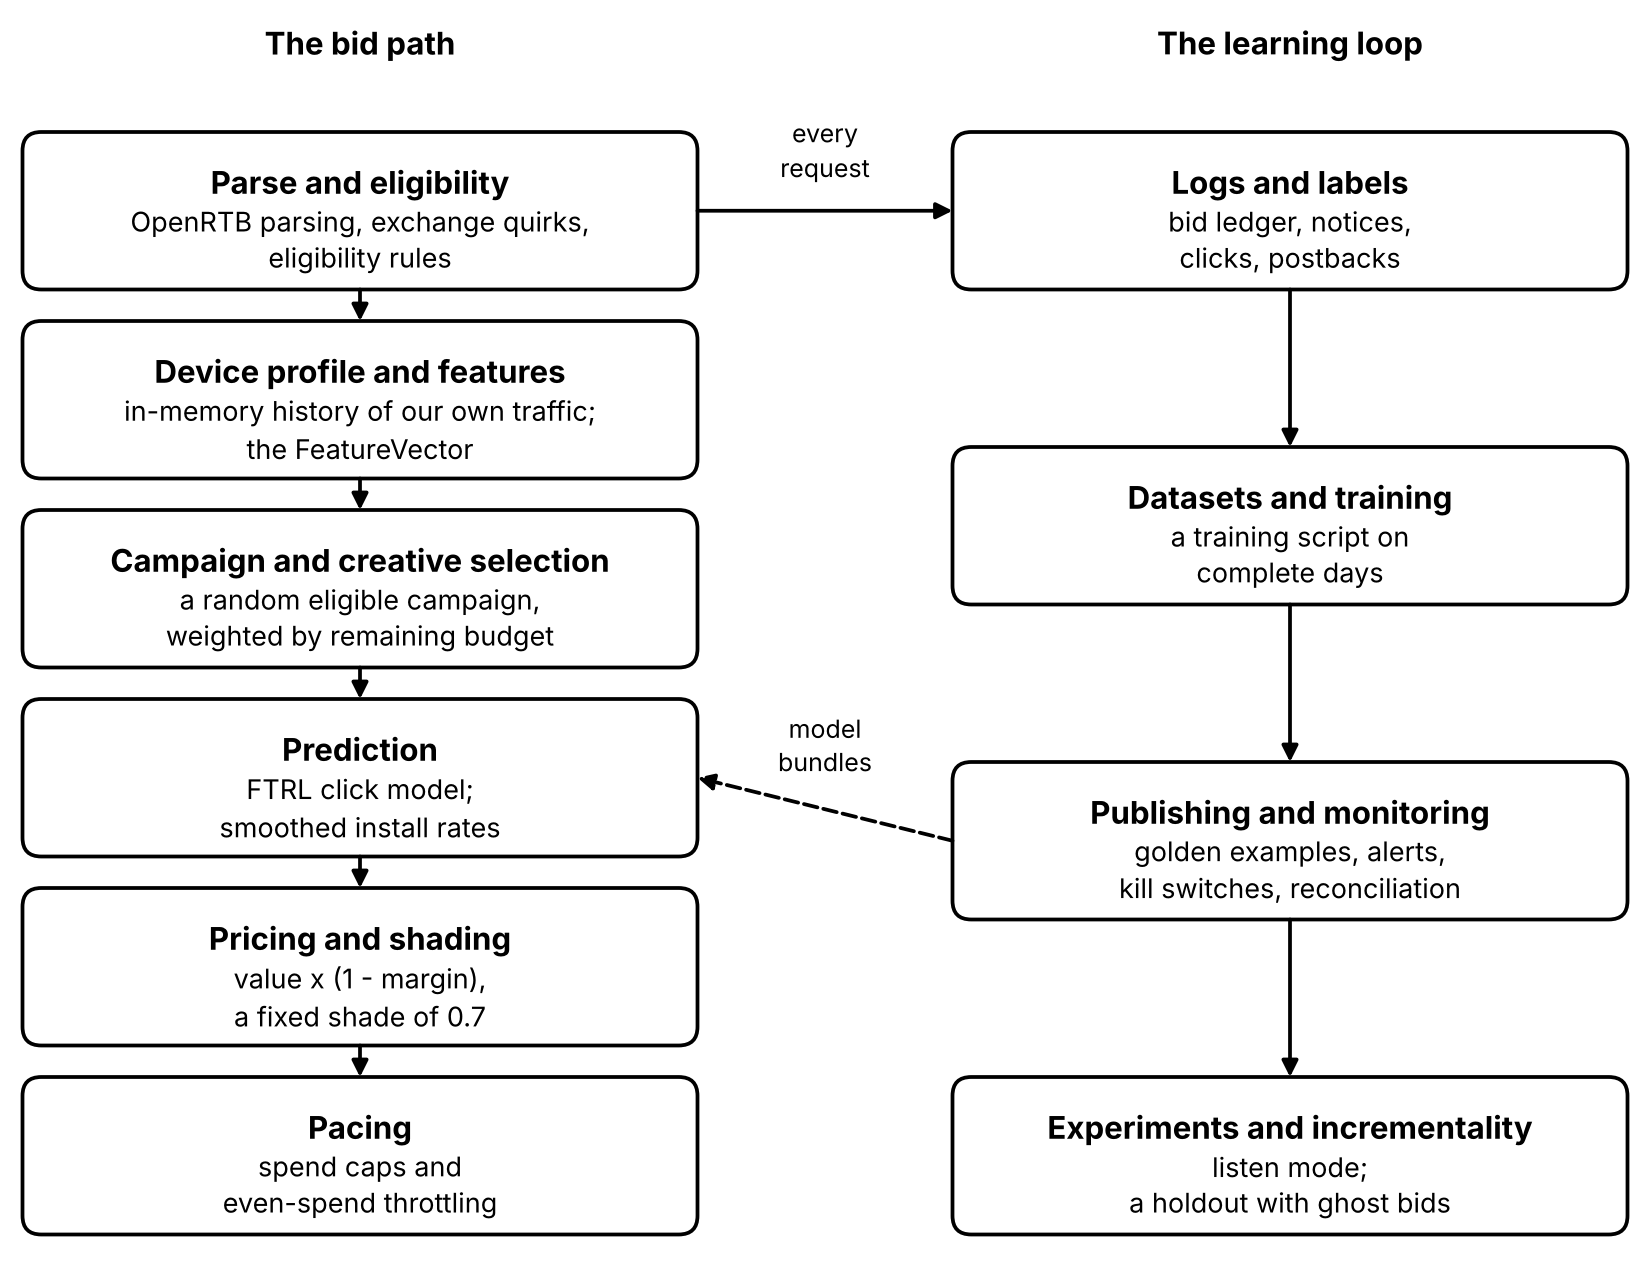 The bid path
Parse and eligibility
OpenRTB parsing, exchange quirks,
eligibility rules
Device profile and features
in-memory history of our own traffic;
the FeatureVector
Campaign and creative selection
a random eligible campaign,
weighted by remaining budget
Prediction
FTRL click model;
smoothed install rates
Pricing and shading
value x (1 - margin),
a fixed shade of 0.7
Pacing
spend caps and
even-spend throttling
every
request
model
bundles
The learning loop
Logs and labels
bid ledger, notices,
clicks, postbacks
Datasets and training
a training script on
complete days
Publishing and monitoring
golden examples, alerts,
kill switches, reconciliation
Experiments and incrementality
listen mode;
a holdout with ghost bids